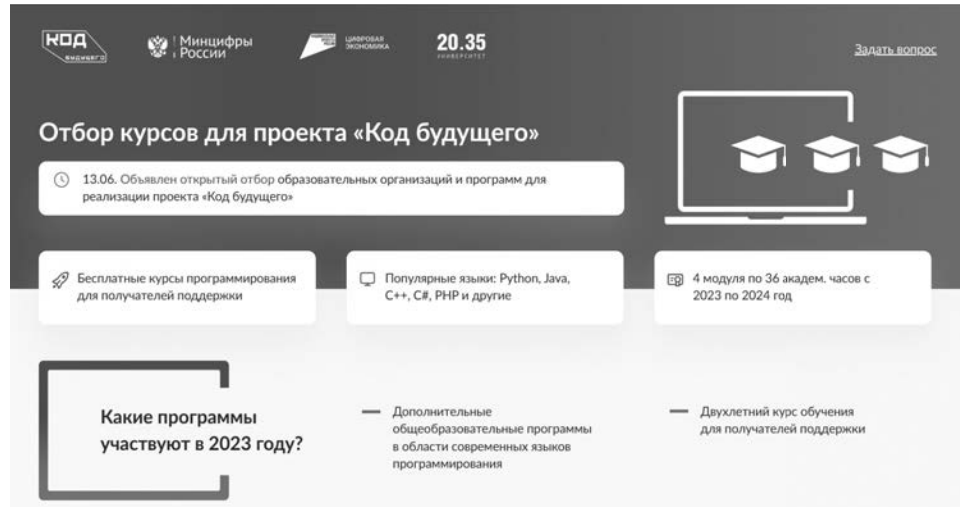 КОД
БУДУЩЕГО
Минцифры
России
ЦИФРОВАЯ
ЭКОНОМИКА
20.35
УНИВЕРСИТЕТ
Задать вопрос
Отбор курсов для проекта «Код будущего»
13.06. Объявлен открытый отбор образовательных организаций и программ для
реализации проекта «Код будущего»
Бесплатные курсы программирования
для получателей поддержки
Популярные языки: Python, Java,
C++, C#, PHP и другие
4 модуля по 36 академ. часов с
2023 по 2024 год
Какие программы
участвуют в 2023 году?
Дополнительные
общеобразовательные программы
в области современных языков
программирования
Двухлетний курс обучения
для получателей поддержки